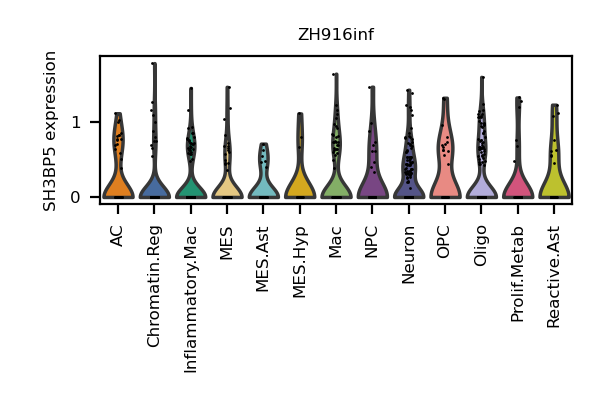 ZH916inf
SH3BP5 expression
1
0
AC
Chromatin.Reg
Inflammatory.Mac
MES
MES.Ast
MES.Hyp
Mac
NPC
Neuron
OPC
Oligo
Prolif.Metab
Reactive.Ast